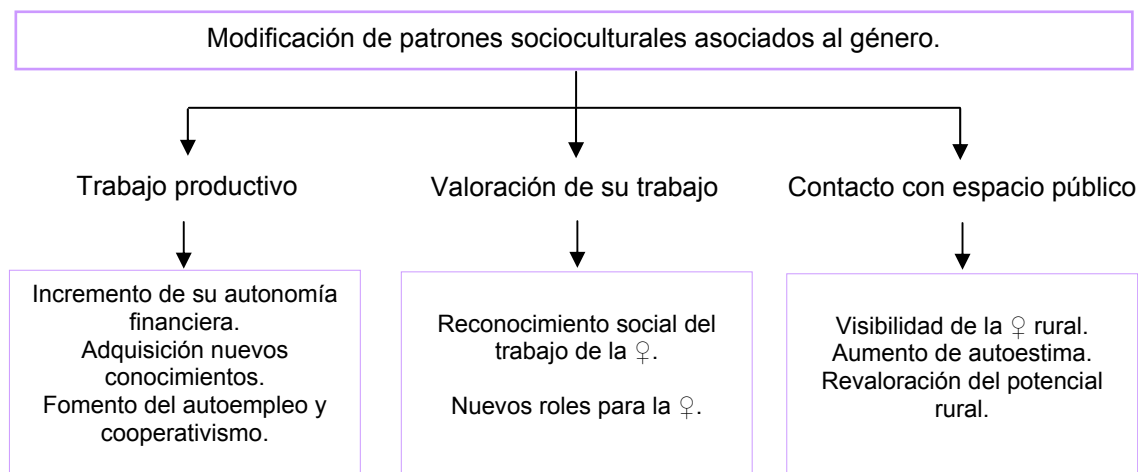 Modificación de patrones socioculturales asociados al género.
Trabajo productivo
Valoración de su trabajo
Contacto con espacio público
Incremento de su autonomía
financiera.
Adquisición nuevos
conocimientos.
Fomento del autoempleo y
cooperativismo.
Reconocimiento social del
trabajo de la ♀.
Nuevos roles para la ♀.
Visibilidad de la ♀ rural.
Aumento de autoestima.
Revaloración del potencial
rural.